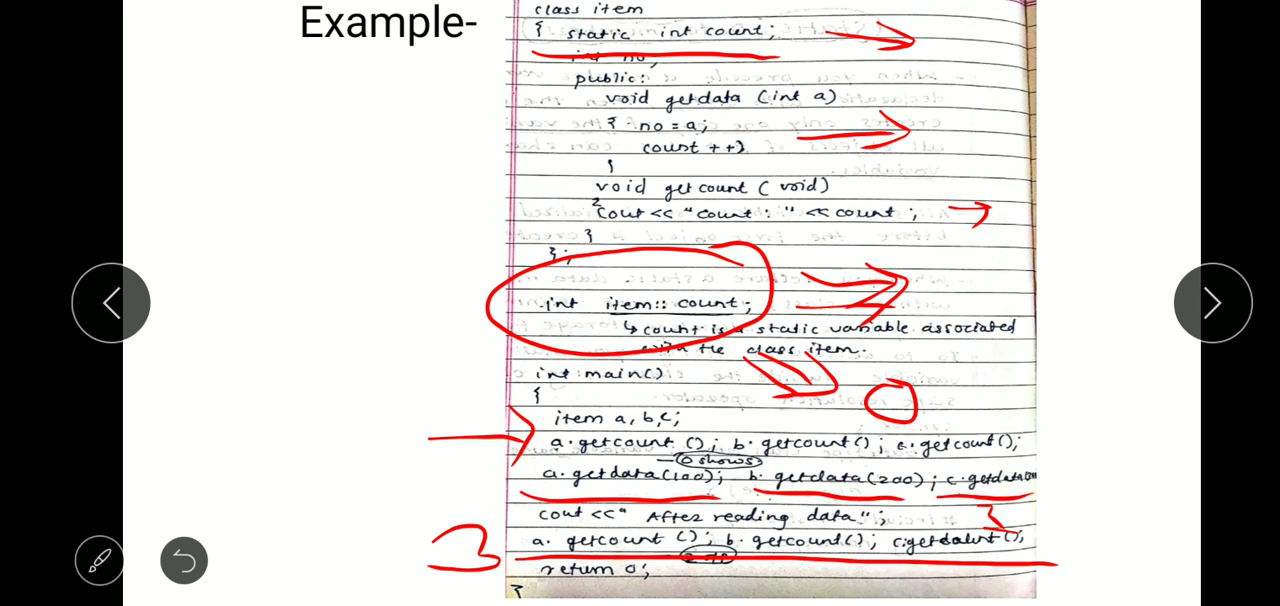 Example-
class item
{ static int count;
int no;
public:
void getdata (int a)
{ no = a;
count ++;
}
void getcount ( void)
{ cout << "count : " << count ;
}
};
int item:: count;
↳ count is a static variable associated
with the class item.
int main()
{
item a, b, c;
a. getcount (); b. getcount(); c. getcount();
0 shows
a. getdata(100); b. getdata(200); c. getdata(
cout << " After reading data";
a. getcount (); b. getcount();
return 0;
}
3
3